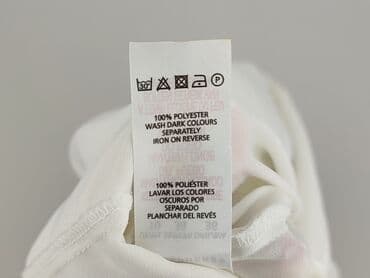 30°
P
100% POLYESTER
WASH DARK COLOURS
SEPARATELY
IRON ON REVERSE
100% POLIÉSTER
LAVAR LOS COLORES
OSCUROS POR
SEPARADO
PLANCHAR DEL REVÉS